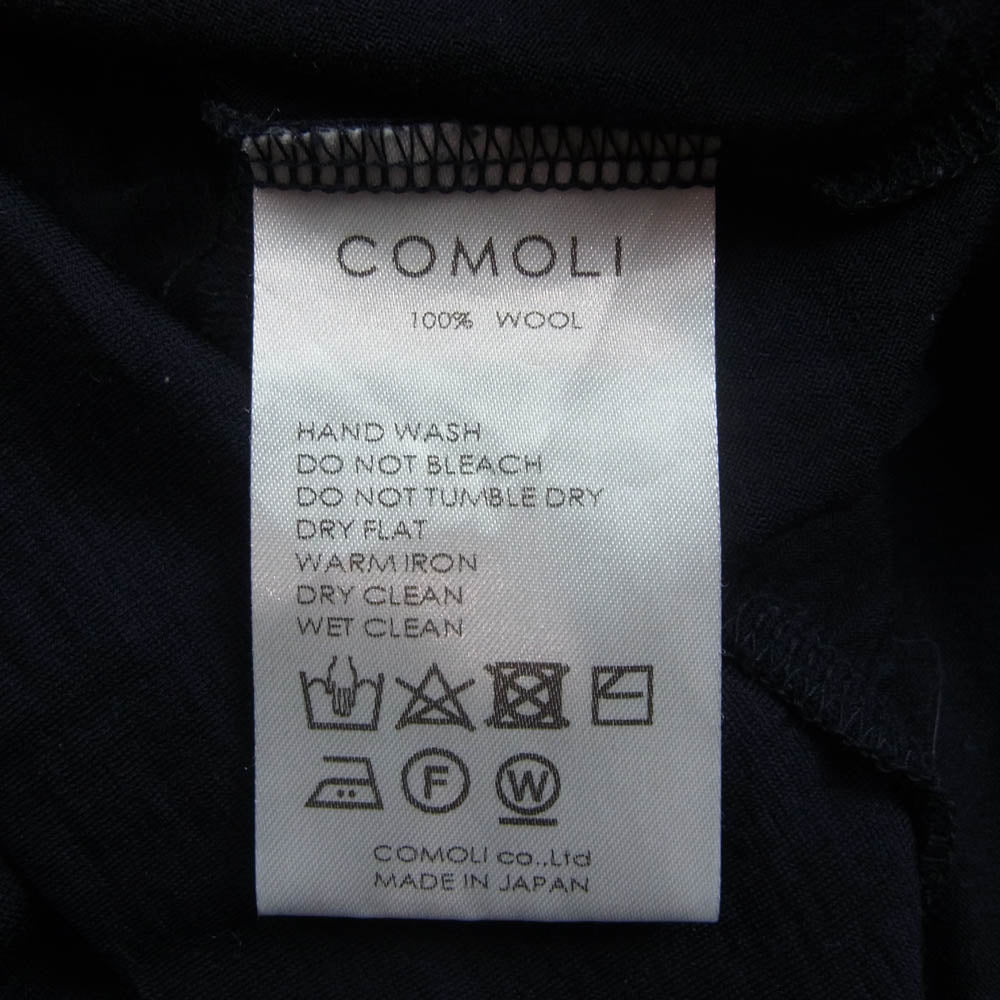 COMOLI
100% WOOL
HAND WASH
DO NOT BLEACH
DO NOT TUMBLE DRY
DRY FLAT
WARM IRON
DRY CLEAN
WET CLEAN
F W
COMOLI co.,Ltd
MADE IN JAPAN